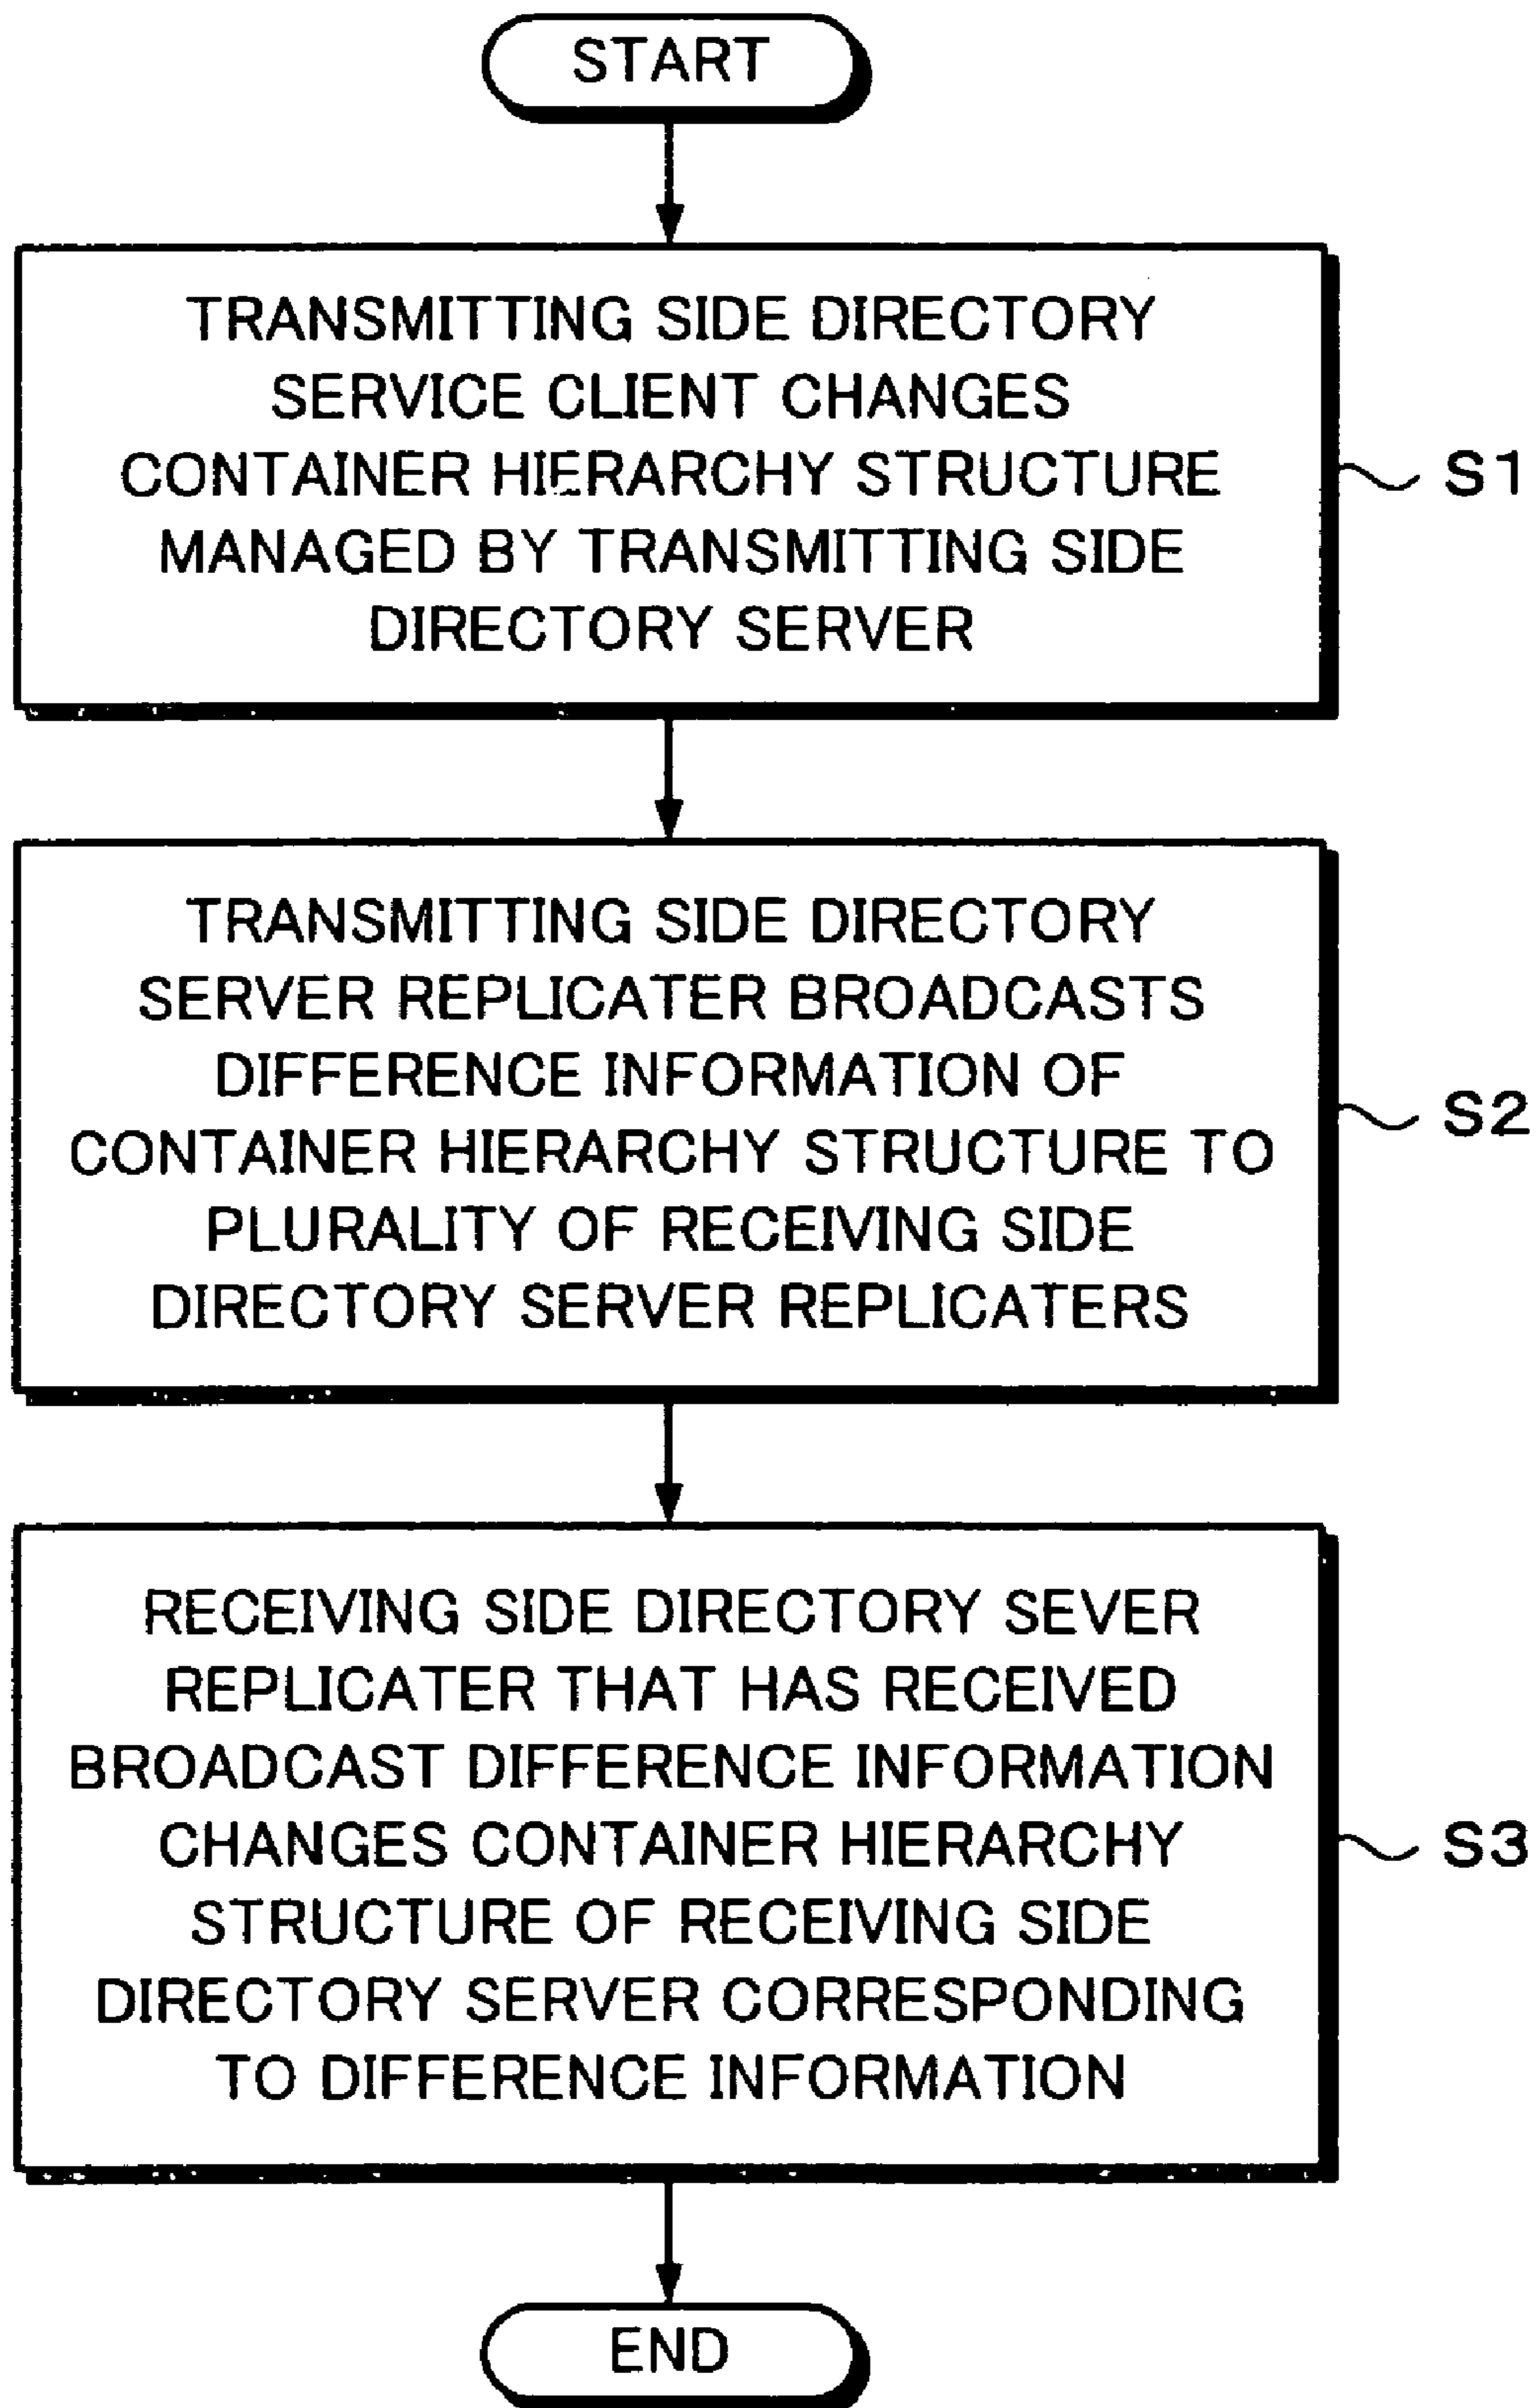 START
TRANSMITTING SIDE DIRECTORY
SERVICE CLIENT CHANGES
CONTAINER HIERARCHY STRUCTURE
MANAGED BY TRANSMITTING SIDE
DIRECTORY SERVER
S1
TRANSMITTING SIDE DIRECTORY
SERVER REPLICATER BROADCASTS
DIFFERENCE INFORMATION OF
CONTAINER HIERARCHY STRUCTURE TO
PLURALITY OF RECEIVING SIDE
DIRECTORY SERVER REPLICATERS
S2
RECEIVING SIDE DIRECTORY SEVER
REPLICATER THAT HAS RECEIVED
BROADCAST DIFFERENCE INFORMATION
CHANGES CONTAINER HIERARCHY
STRUCTURE OF RECEIVING SIDE
DIRECTORY SERVER CORRESPONDING
TO DIFFERENCE INFORMATION
S3
END